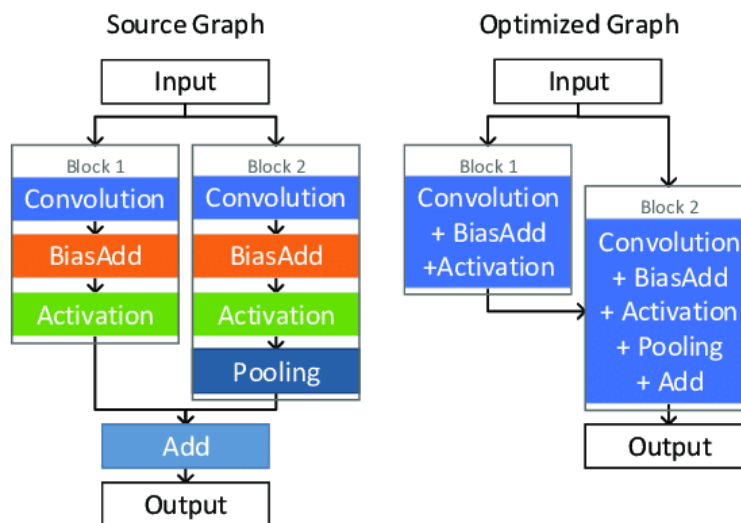 Source Graph
Input
Block 1
Convolution
BiasAdd
Activation
Block 2
Convolution
BiasAdd
Activation
Pooling
Add
Output
Optimized Graph
Input
Block 1
Convolution
+ BiasAdd
+Activation
Block 2
Convolution
+ BiasAdd
+ Activation
+ Pooling
+ Add
Output